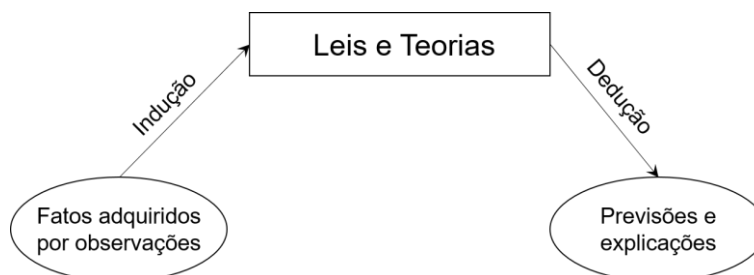 Leis e Teorias
Indução
Dedução
Fatos adquiridos
por observações
Previsões e
explicações